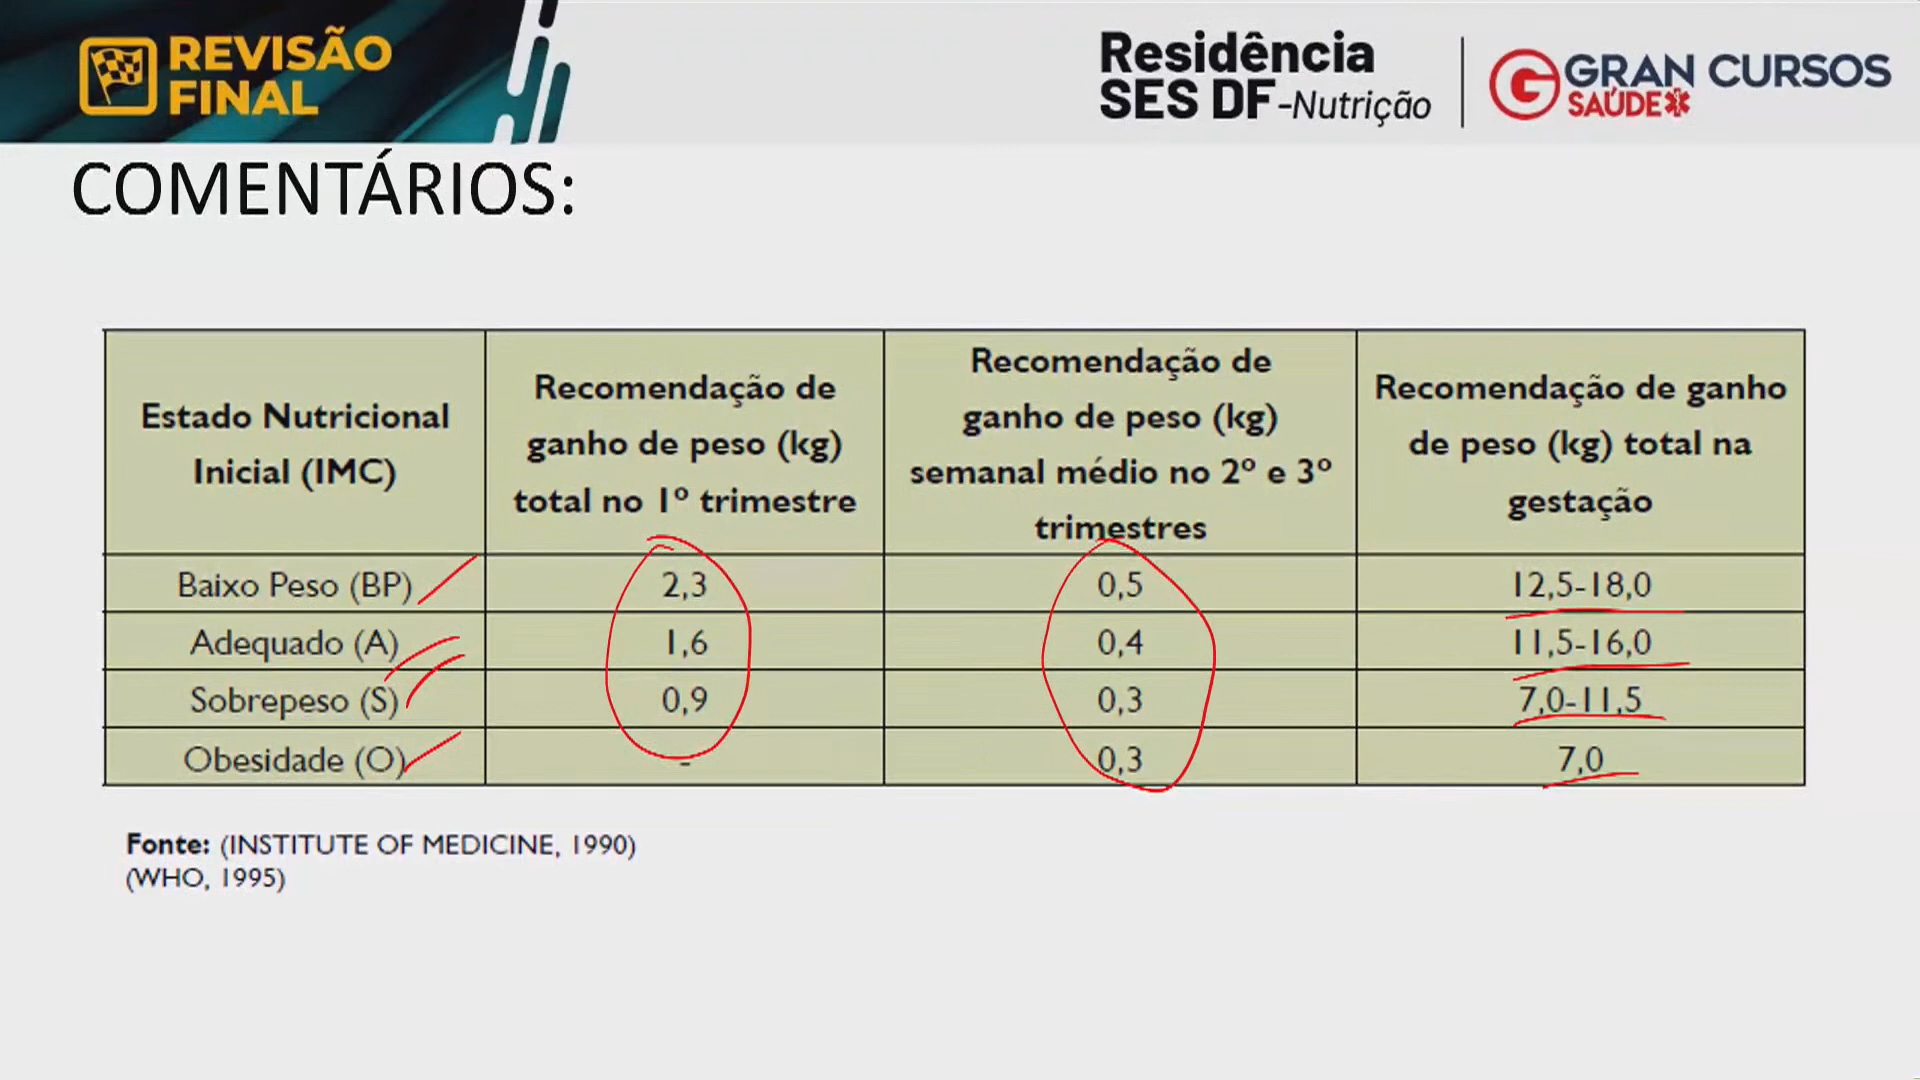 REVISÃO
FINAL
Residência
SES DF-Nutrição
GRAN CURSOS
SAÚDE
COMENTÁRIOS:
Estado Nutricional
Inicial (IMC)
Recomendação de
ganho de peso (kg)
total no 1º trimestre
Recomendação de
ganho de peso (kg)
semanal médio no 2º e 3º
trimestres
Recomendação de ganho
de peso (kg) total na
gestação
Baixo Peso (BP) 2,3 0,5 12,5-18,0
Adequado (A) 1,6 0,4 11,5-16,0
Sobrepeso (S) 0,9 0,3 7,0-11,5
Obesidade (O) - 0,3 7,0
Fonte: (INSTITUTE OF MEDICINE, 1990)
(WHO, 1995)